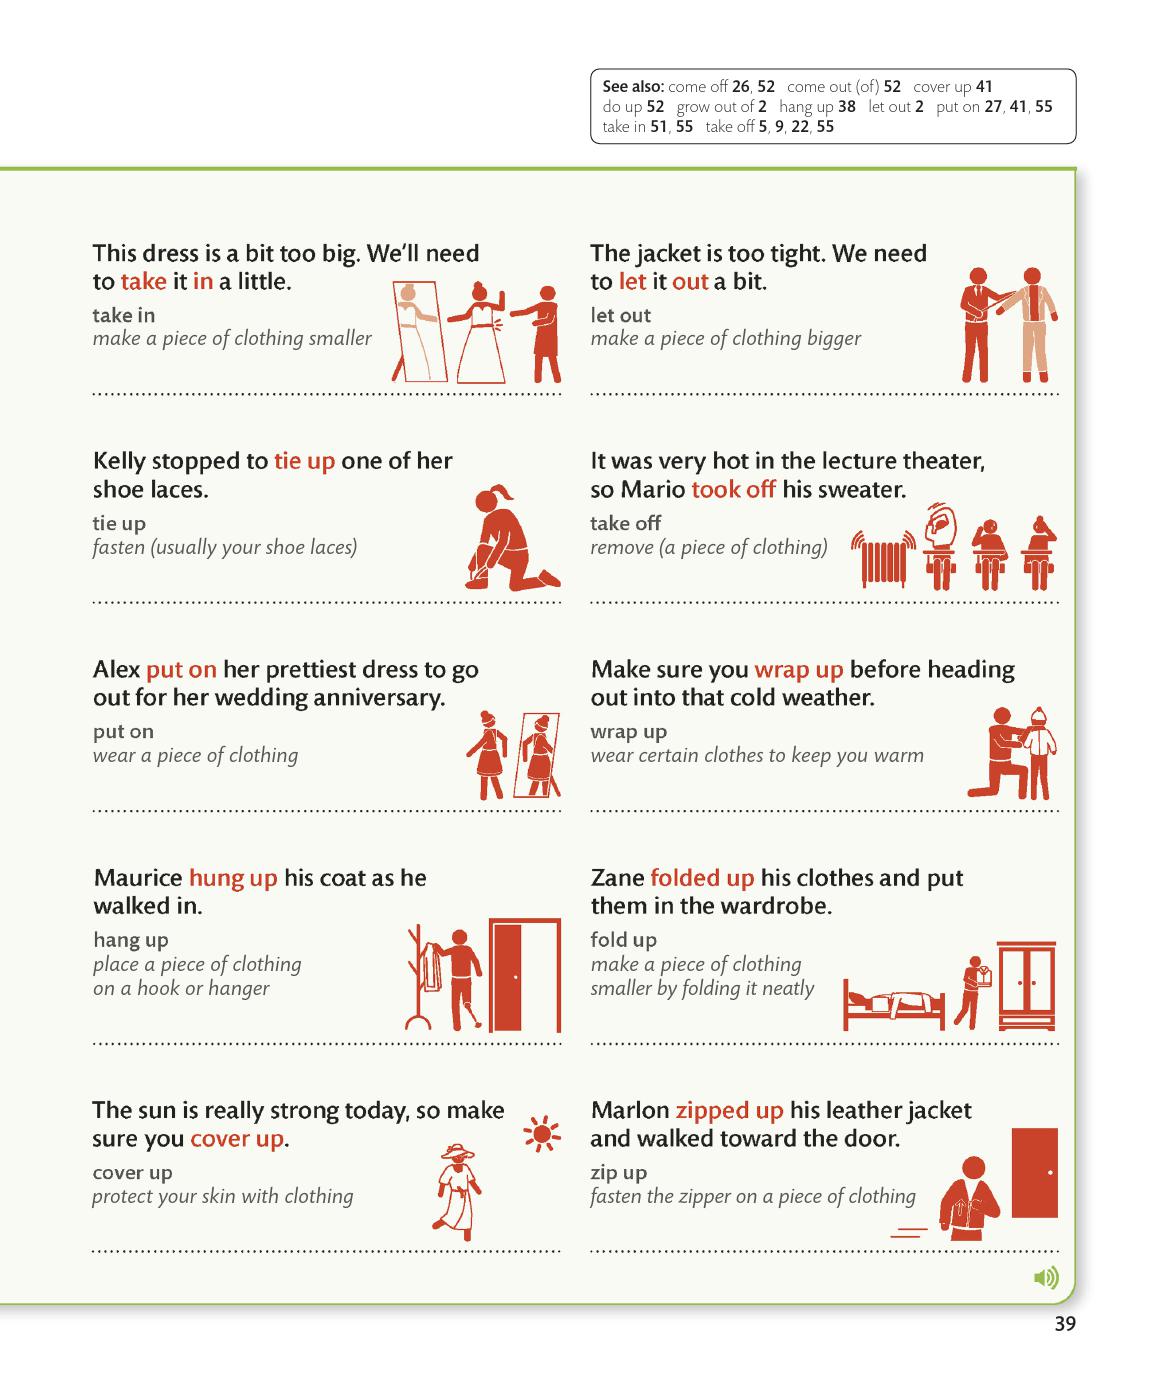 See also: come off 26, 52 come out (of) 52 cover up 41
do up 52 grow out of 2 hang up 38 let out 2 put on 27, 41, 55
take in 51, 55 take off 5, 9, 22, 55
This dress is a bit too big. We'll need
to take it in a little.
take in
make a piece of clothing smaller
The jacket is too tight. We need
to let it out a bit.
let out
make a piece of clothing bigger
Kelly stopped to tie up one of her
shoe laces.
tie up
fasten (usually your shoe laces)
It was very hot in the lecture theater,
so Mario took off his sweater.
take off
remove (a piece of clothing)
Alex put on her prettiest dress to go
out for her wedding anniversary.
put on
wear a piece of clothing
Make sure you wrap up before heading
out into that cold weather.
wrap up
wear certain clothes to keep you warm
Maurice hung up his coat as he
walked in.
hang up
place a piece of clothing
on a hook or hanger
Zane folded up his clothes and put
them in the wardrobe.
fold up
make a piece of clothing
smaller by folding it neatly
The sun is really strong today, so make
sure you cover up.
cover up
protect your skin with clothing
Marlon zipped up his leather jacket
and walked toward the door.
zip up
fasten the zipper on a piece of clothing
39